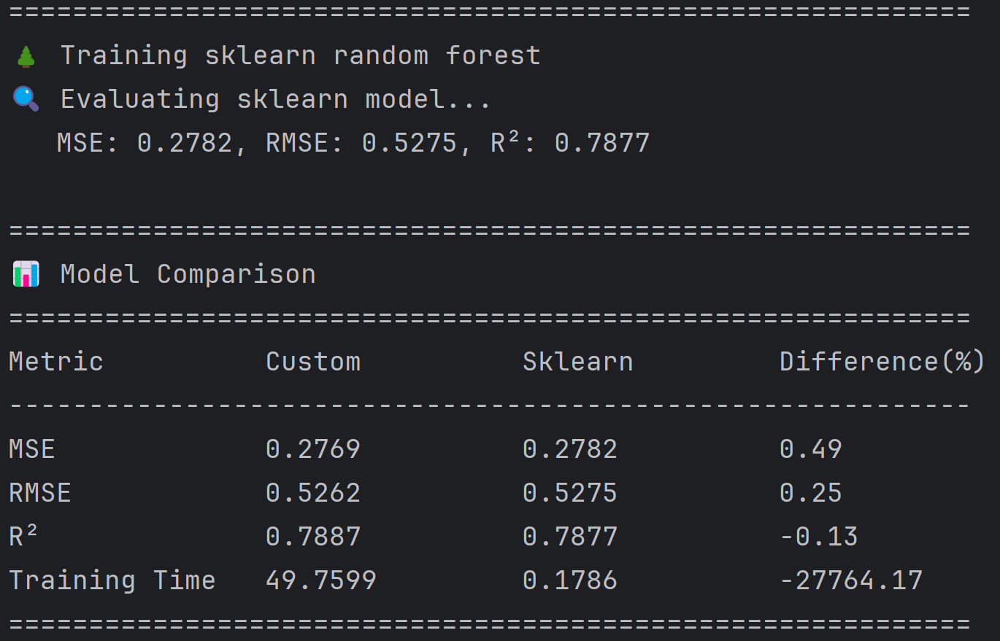 ============================================================
🌲 Training sklearn random forest
🔍 Evaluating sklearn model...
   MSE: 0.2782, RMSE: 0.5275, R²: 0.7877
============================================================
📊 Model Comparison
============================================================
Metric          Custom          Sklearn         Difference(%)
------------------------------------------------------------
MSE             0.2769          0.2782          0.49
RMSE            0.5262          0.5275          0.25
R²              0.7887          0.7877          -0.13
Training Time   49.7599         0.1786          -27764.17
============================================================